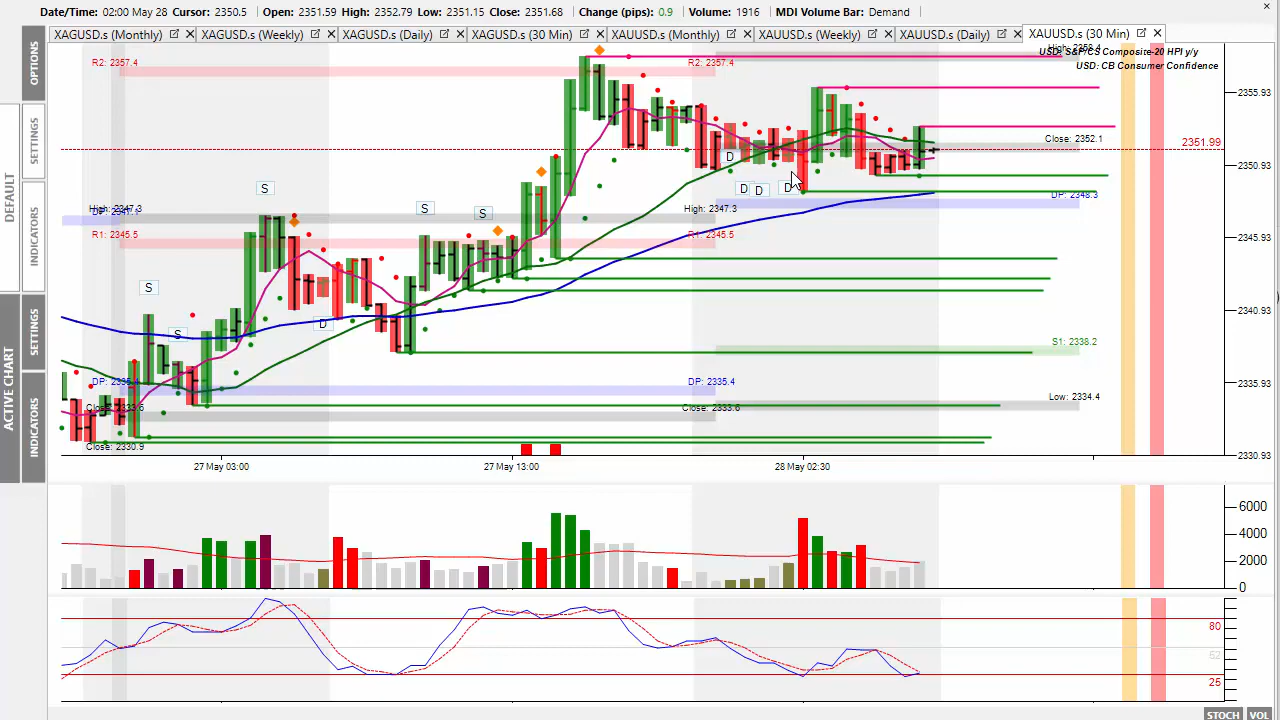 Date/Time: 02:00 May 28 Cursor: 2350.5 Open: 2351.59 High: 2352.79 Low: 2351.15 Close: 2351.68 Change (pips): 0.9 Volume: 1916 MDI Volume Bar: Demand
XAGUSD.s (Monthly) XAGUSD.s (Weekly) XAGUSD.s (Daily) XAGUSD.s (30 Min) XAUUSD.s (Monthly) XAUUSD.s (Weekly) XAUUSD.s (Daily) XAUUSD.s (30 Min)
OPTIONS
SETTINGS
INDICATORS
DEFAULT
SETTINGS
INDICATORS
ACTIVE CHART
USD: S&P/CS Composite-20 HPI y/y
USD: CB Consumer Confidence
R2: 2357.4 R2: 2357.4
2355.93
Close: 2352.1
2351.99
D
2350.93
S D D D
DP: 2348.3
High: 2347.3 S S High: 2347.3
R1: 2345.5 R1: 2345.5
2345.93
S
2340.93
S D
S1: 2338.2
DP: 2335.4 DP: 2335.4
2335.93
Low: 2334.4
Close: 2333.6 Close: 2333.6
Close: 2330.9
2330.93
27 May 03:00 27 May 13:00 28 May 02:30
6000
4000
2000
0
80
52
25
STOCH VOL